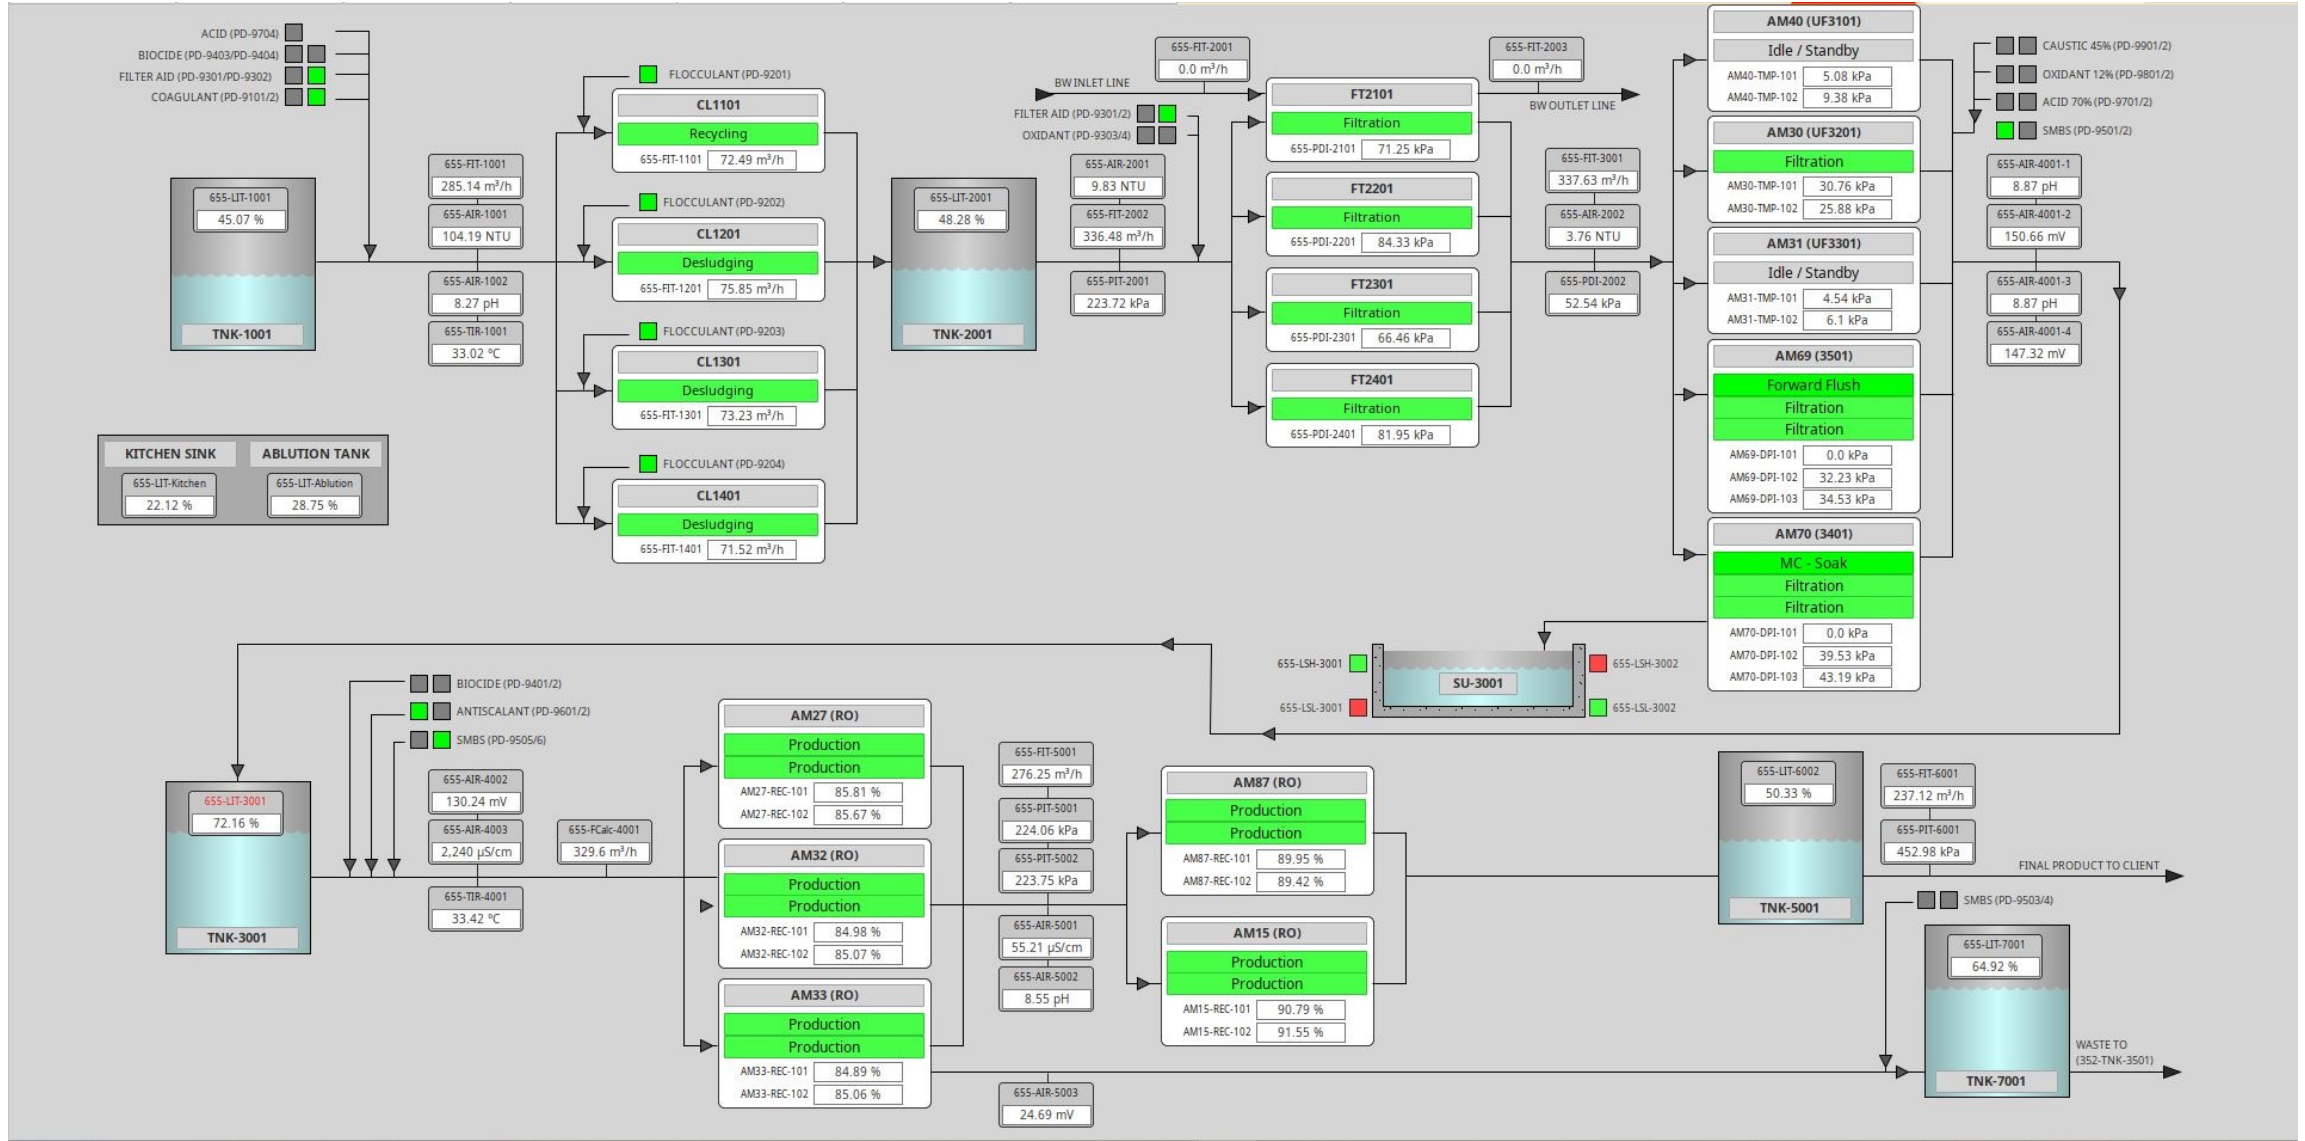 ACID (PD-9704)
BIOCIDE (PD-9403/PD-9404)
FILTER AID (PD-9301/PD-9302)
COAGULANT (PD-9101/2)
655-LIT-1001
45.07 %
TNK-1001
655-FIT-1001
285.14 m³/h
655-AIR-1001
104.19 NTU
655-AIR-1002
8.27 pH
655-TIR-1001
33.02 °C
KITCHEN SINK
655-LIT-Kitchen
22.12 %
ABLUTION TANK
655-LIT-Ablution
28.75 %
FLOCCULANT (PD-9201)
CL1101
Recycling
655-FIT-1101 72.49 m³/h
FLOCCULANT (PD-9202)
CL1201
Desludging
655-FIT-1201 75.85 m³/h
FLOCCULANT (PD-9203)
CL1301
Desludging
655-FIT-1301 73.23 m³/h
FLOCCULANT (PD-9204)
CL1401
Desludging
655-FIT-1401 71.52 m³/h
655-LIT-2001
48.28 %
TNK-2001
BW INLET LINE
655-FIT-2001
0.0 m³/h
FILTER AID (PD-9301/2)
OXIDANT (PD-9303/4)
655-AIR-2001
9.83 NTU
655-FIT-2002
336.48 m³/h
655-PIT-2001
223.72 kPa
655-FIT-2003
0.0 m³/h
BW OUTLET LINE
FT2101
Filtration
655-PDI-2101 71.25 kPa
FT2201
Filtration
655-PDI-2201 84.33 kPa
FT2301
Filtration
655-PDI-2301 66.46 kPa
FT2401
Filtration
655-PDI-2401 81.95 kPa
655-FIT-3001
337.63 m³/h
655-AIR-2002
3.76 NTU
655-PDI-2002
52.54 kPa
AM40 (UF3101)
Idle / Standby
AM40-TMP-101 5.08 kPa
AM40-TMP-102 9.38 kPa
AM30 (UF3201)
Filtration
AM30-TMP-101 30.76 kPa
AM30-TMP-102 25.88 kPa
AM31 (UF3301)
Idle / Standby
AM31-TMP-101 4.54 kPa
AM31-TMP-102 6.1 kPa
AM69 (3501)
Forward Flush
Filtration
Filtration
AM69-DPI-101 0.0 kPa
AM69-DPI-102 32.23 kPa
AM69-DPI-103 34.53 kPa
AM70 (3401)
MC - Soak
Filtration
Filtration
AM70-DPI-101 0.0 kPa
AM70-DPI-102 39.53 kPa
AM70-DPI-103 43.19 kPa
CAUSTIC 45% (PD-9901/2)
OXIDANT 12% (PD-9801/2)
ACID 70% (PD-9701/2)
SMBS (PD-9501/2)
655-AIR-4001-1
8.87 pH
655-AIR-4001-2
150.66 mV
655-AIR-4001-3
8.87 pH
655-AIR-4001-4
147.32 mV
655-LSH-3001
655-LSL-3001
SU-3001
655-LSH-3002
655-LSL-3002
BIOCIDE (PD-9401/2)
ANTISCALANT (PD-9601/2)
SMBS (PD-9505/6)
655-LIT-3001
72.16 %
TNK-3001
655-AIR-4002
130.24 mV
655-AIR-4003
2,240 µS/cm
655-TIR-4001
33.42 °C
655-FCalc-4001
329.6 m³/h
AM27 (RO)
Production
Production
AM27-REC-101 85.81 %
AM27-REC-102 85.67 %
AM32 (RO)
Production
Production
AM32-REC-101 84.98 %
AM32-REC-102 85.07 %
AM33 (RO)
Production
Production
AM33-REC-101 84.89 %
AM33-REC-102 85.06 %
655-FIT-5001
276.25 m³/h
655-PIT-5001
224.06 kPa
655-PIT-5002
223.75 kPa
655-AIR-5001
55.21 µS/cm
655-AIR-5002
8.55 pH
655-AIR-5003
24.69 mV
AM87 (RO)
Production
Production
AM87-REC-101 89.95 %
AM87-REC-102 89.42 %
AM15 (RO)
Production
Production
AM15-REC-101 90.79 %
AM15-REC-102 91.55 %
655-LIT-6002
50.33 %
TNK-5001
655-FIT-6001
237.12 m³/h
655-PIT-6001
452.98 kPa
FINAL PRODUCT TO CLIENT
SMBS (PD-9503/4)
655-LIT-7001
64.92 %
TNK-7001
WASTE TO
(352-TNK-3501)